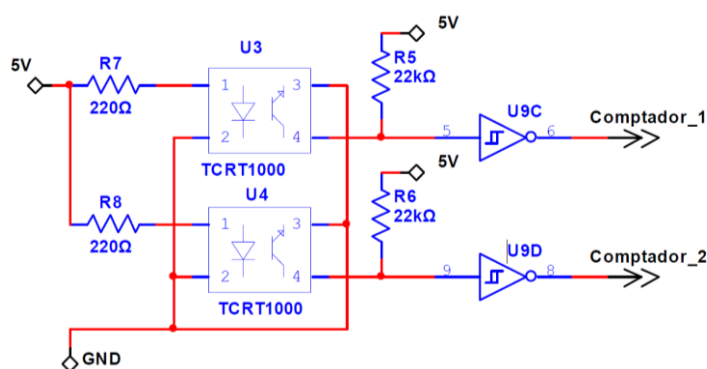 5V
R7
220Ω
U3
1
2
3
4
TCRT1000
5V
R5
22kΩ
5
U9C
6
Comptador_1
R8
220Ω
U4
1
2
3
4
TCRT1000
5V
R6
22kΩ
9
U9D
8
Comptador_2
GND